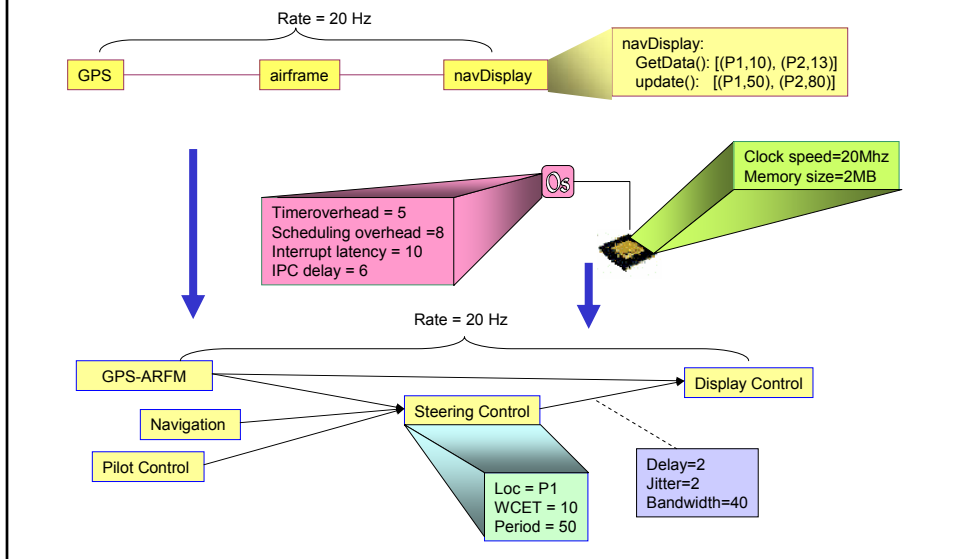 Rate = 20 Hz
GPS
airframe
navDisplay
navDisplay:
GetData(): [(P1,10), (P2,13)]
update(): [(P1,50), (P2,80)]
Clock speed=20Mhz
Memory size=2MB
Os
Timeroverhead = 5
Scheduling overhead =8
Interrupt latency = 10
IPC delay = 6
Rate = 20 Hz
GPS-ARFM
Display Control
Steering Control
Navigation
Pilot Control
Loc = P1
WCET = 10
Period = 50
Delay=2
Jitter=2
Bandwidth=40